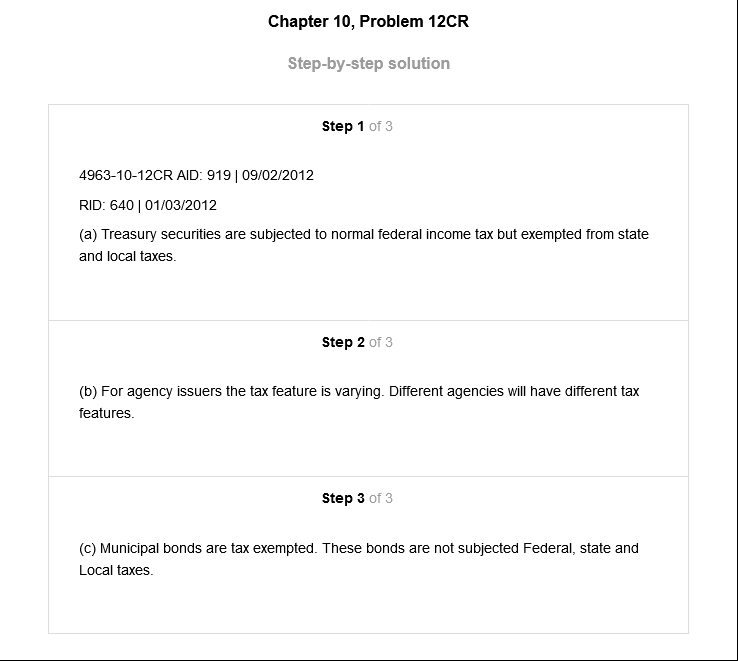 Chapter 10, Problem 12CR
Step-by-step solution
Step 1 of 3
4963-10-12CR AID: 919 | 09/02/2012
RID: 640 | 01/03/2012
(a) Treasury securities are subjected to normal federal income tax but exempted from state
and local taxes.
Step 2 of 3
(b) For agency issuers the tax feature is varying. Different agencies will have different tax
features.
Step 3 of 3
(c) Municipal bonds are tax exempted. These bonds are not subjected Federal, state and
Local taxes.